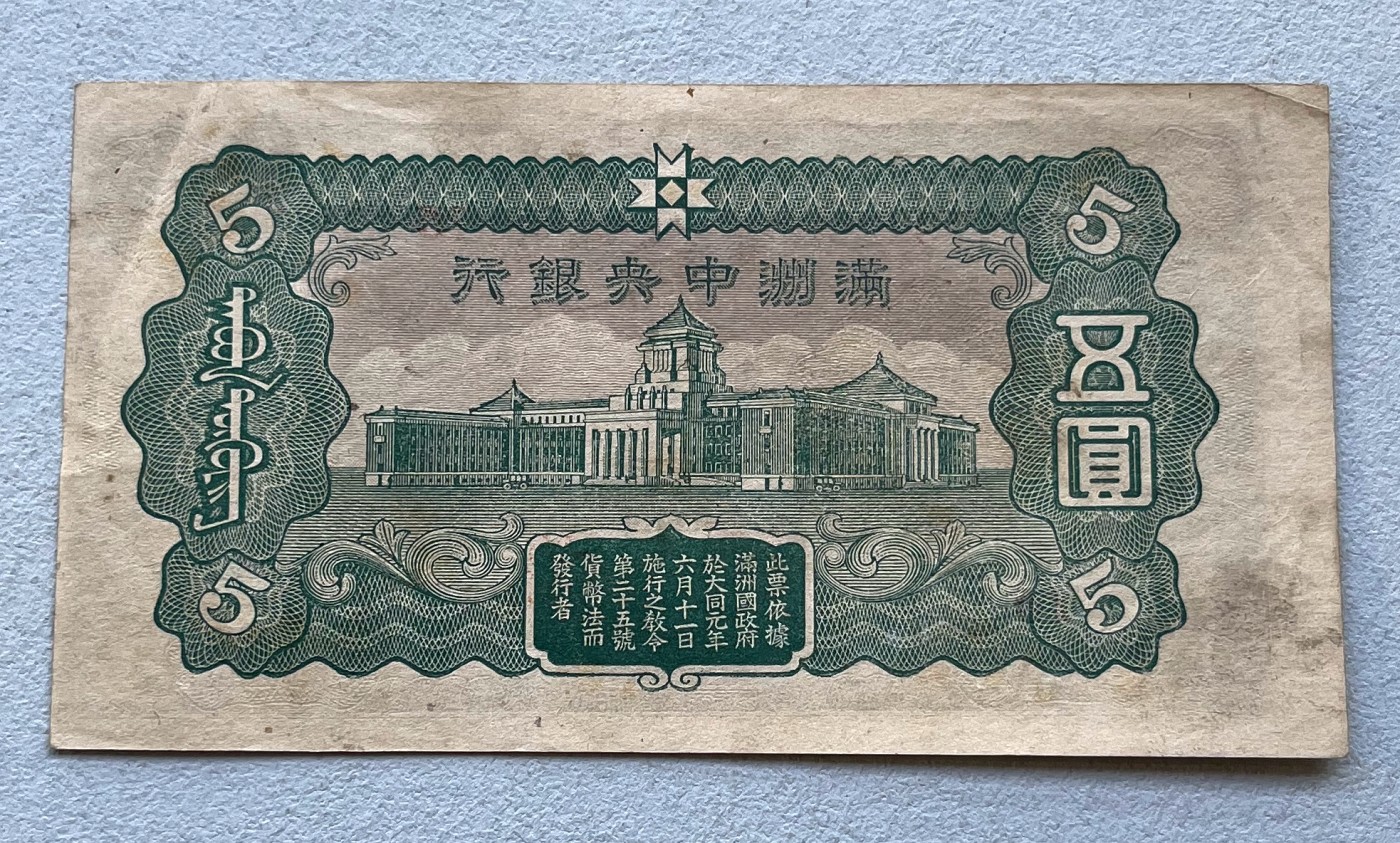 5
5
滿洲中央銀行
五圓
此票依據
滿洲國政府
於大同元年
六月十一日
施行之教令
第二十五號
貨幣法而
發行者
5
5